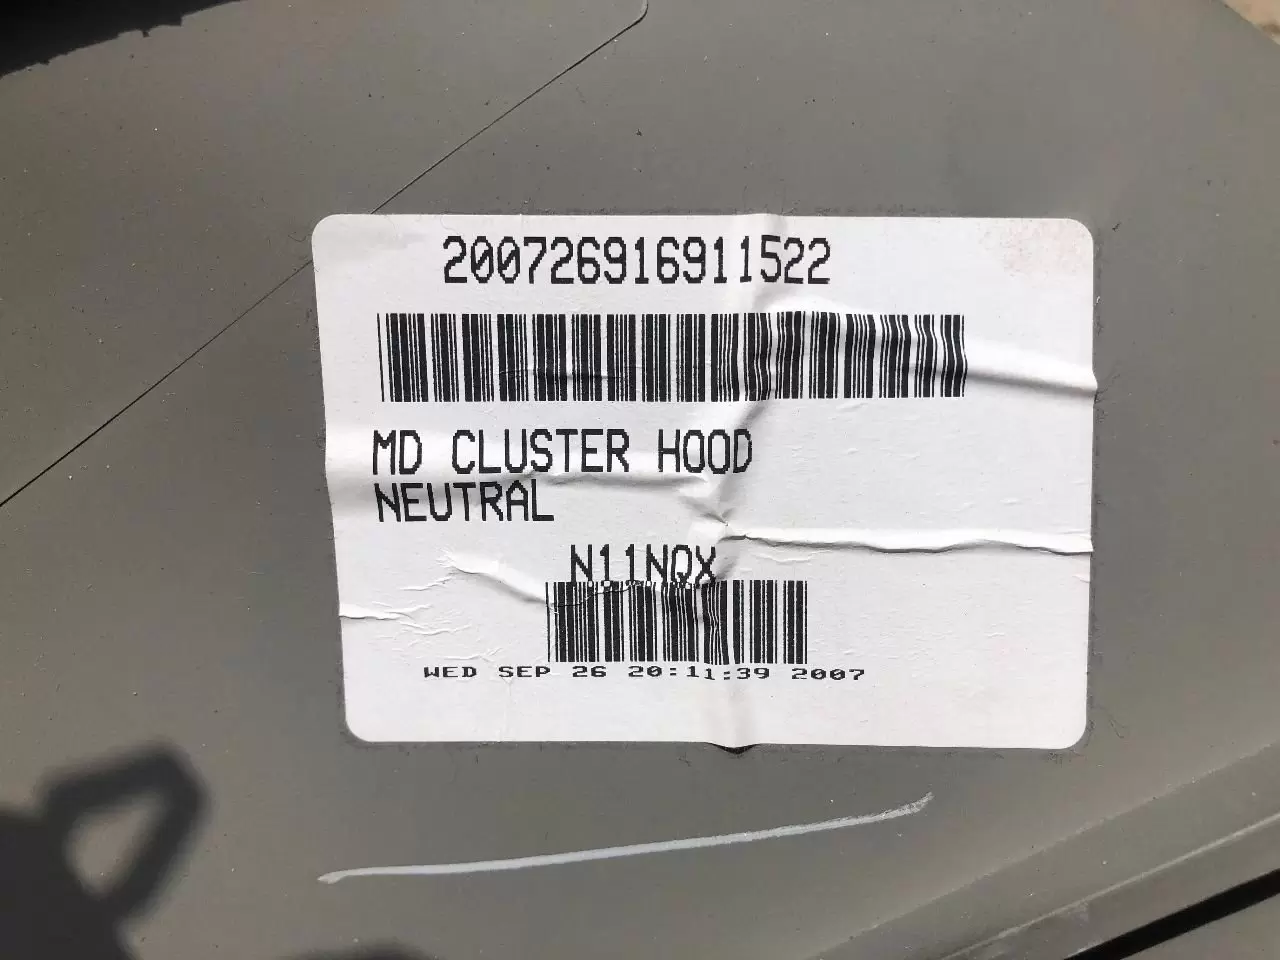 200726916911522
MD CLUSTER HOOD
NEUTRAL
N11NQX
WED SEP 26 20:11:39 2007